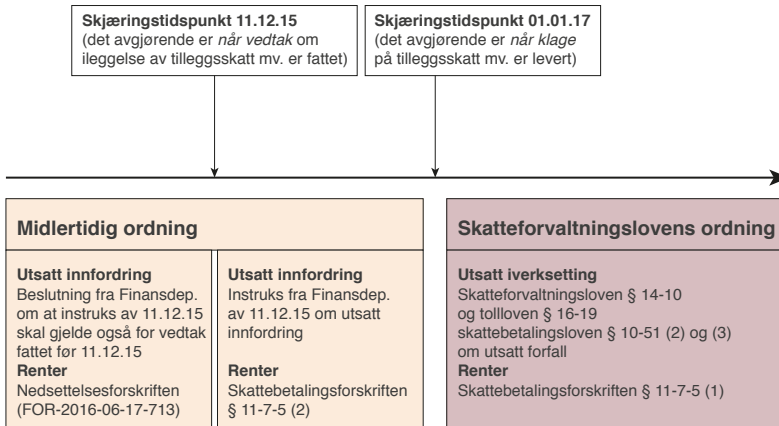 Skjæringstidspunkt 11.12.15
(det avgjørende er når vedtak om
ileggelse av tilleggsskatt mv. er fattet)
Skjæringstidspunkt 01.01.17
(det avgjørende er når klage
på tilleggsskatt mv. er levert)
Midlertidig ordning
Utsatt innfordring
Beslutning fra Finansdep.
om at instruks av 11.12.15
skal gjelde også for vedtak
fattet før 11.12.15
Renter
Nedsettelsesforskriften
(FOR-2016-06-17-713)
Utsatt innfordring
Instruks fra Finansdep.
av 11.12.15 om utsatt
innfordring
Renter
Skattebetalingsforskriften
§ 11-7-5 (2)
Skatteforvaltningslovens ordning
Utsatt iverksetting
Skatteforvaltningsloven § 14-10
og tollloven § 16-19
skattebetalingsloven § 10-51 (2) og (3)
om utsatt forfall
Renter
Skattebetalingsforskriften § 11-7-5 (1)